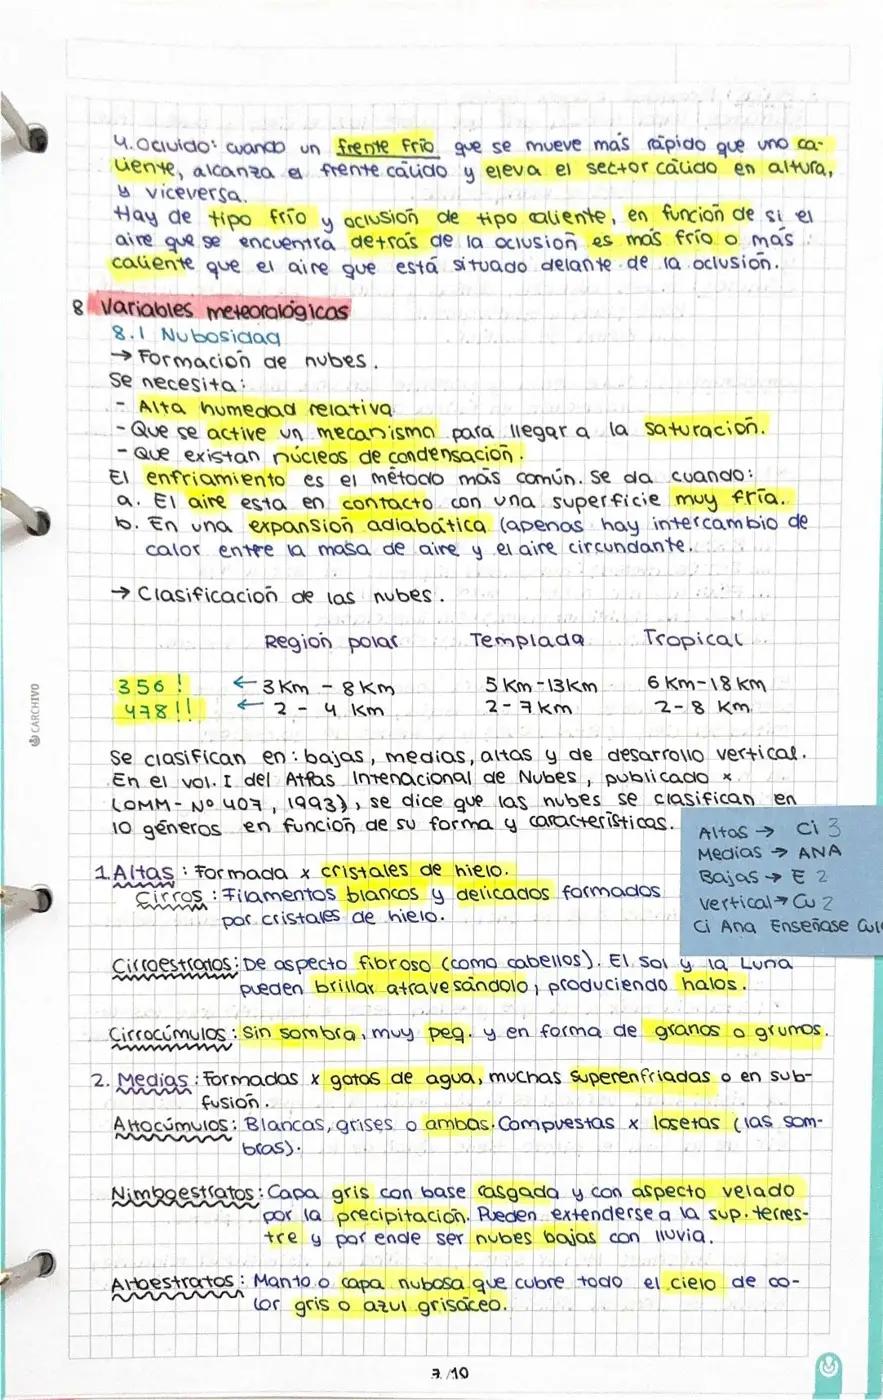 4. Ocluido: cuando un frente frío que se mueve más rápido que uno ca-
liente, alcanza el frente cálido y eleva el sector cálido en altura,
y viceversa.
Hay de tipo frío y oclusión de tipo caliente, en función de si el
aire que se encuentra detrás de la oclusión es más frío o más
caliente que el aire que está situado delante de la oclusión.
8 Variables meteorológicas
8.1 Nubosidad
→ Formación de nubes.
Se necesita:
- Alta humedad relativa
- Que se active un mecanismo para llegar a la saturación.
- Que existan núcleos de condensación.
El enfriamiento es el método más común. Se da cuando:
a. El aire esta en contacto con una superficie muy fría.
b. En una expansión adiabática (apenas hay intercambio de
calor entre la masa de aire y el aire circundante.
→ Clasificación de las nubes.
Región polar Templada Tropical
356! ← 3 Km - 8 Km 5 Km - 13 Km 6 Km - 18 Km
478!! ← 2 - 4 Km 2 - 7 Km 2 - 8 Km
Se clasifican en: bajas, medias, altas y de desarrollo vertical.
En el vol. I del Atlas Intenacional de Nubes, publicado x
(OMM - Nº 407, 1993), se dice que las nubes se clasifican en
10 géneros en función de su forma y características.
Altas → Ci 3
Medias → ANA
Bajas → E 2
Vertical → Cu 2
Ci Ana Enseñase
1. Altas: Formada x cristales de hielo.
Cirros: Filamentos blancos y delicados formados
por cristales de hielo.
Cirroestratos: De aspecto fibroso (como cabellos). El Sol y la Luna
pueden brillar atravesándolo, produciendo halos.
Cirrocúmulos: Sin sombra, muy peq. y en forma de granos o grumos.
2. Medias: Formadas x gotas de agua, muchas superenfriadas o en sub-
fusión.
Altocúmulos: Blancas, grises o ambas. Compuestas x losetas (las som-
bras).
Nimboestratos: Capa gris con base rasgada y con aspecto velado
por la precipitación. Pueden extenderse a la sup. terres-
tre y por ende ser nubes bajas con lluvia.
Altoestratos: Manto o capa nubosa que cubre todo el cielo de co-
lor gris o azul grisáceo.
7 /10
CARCHIVO